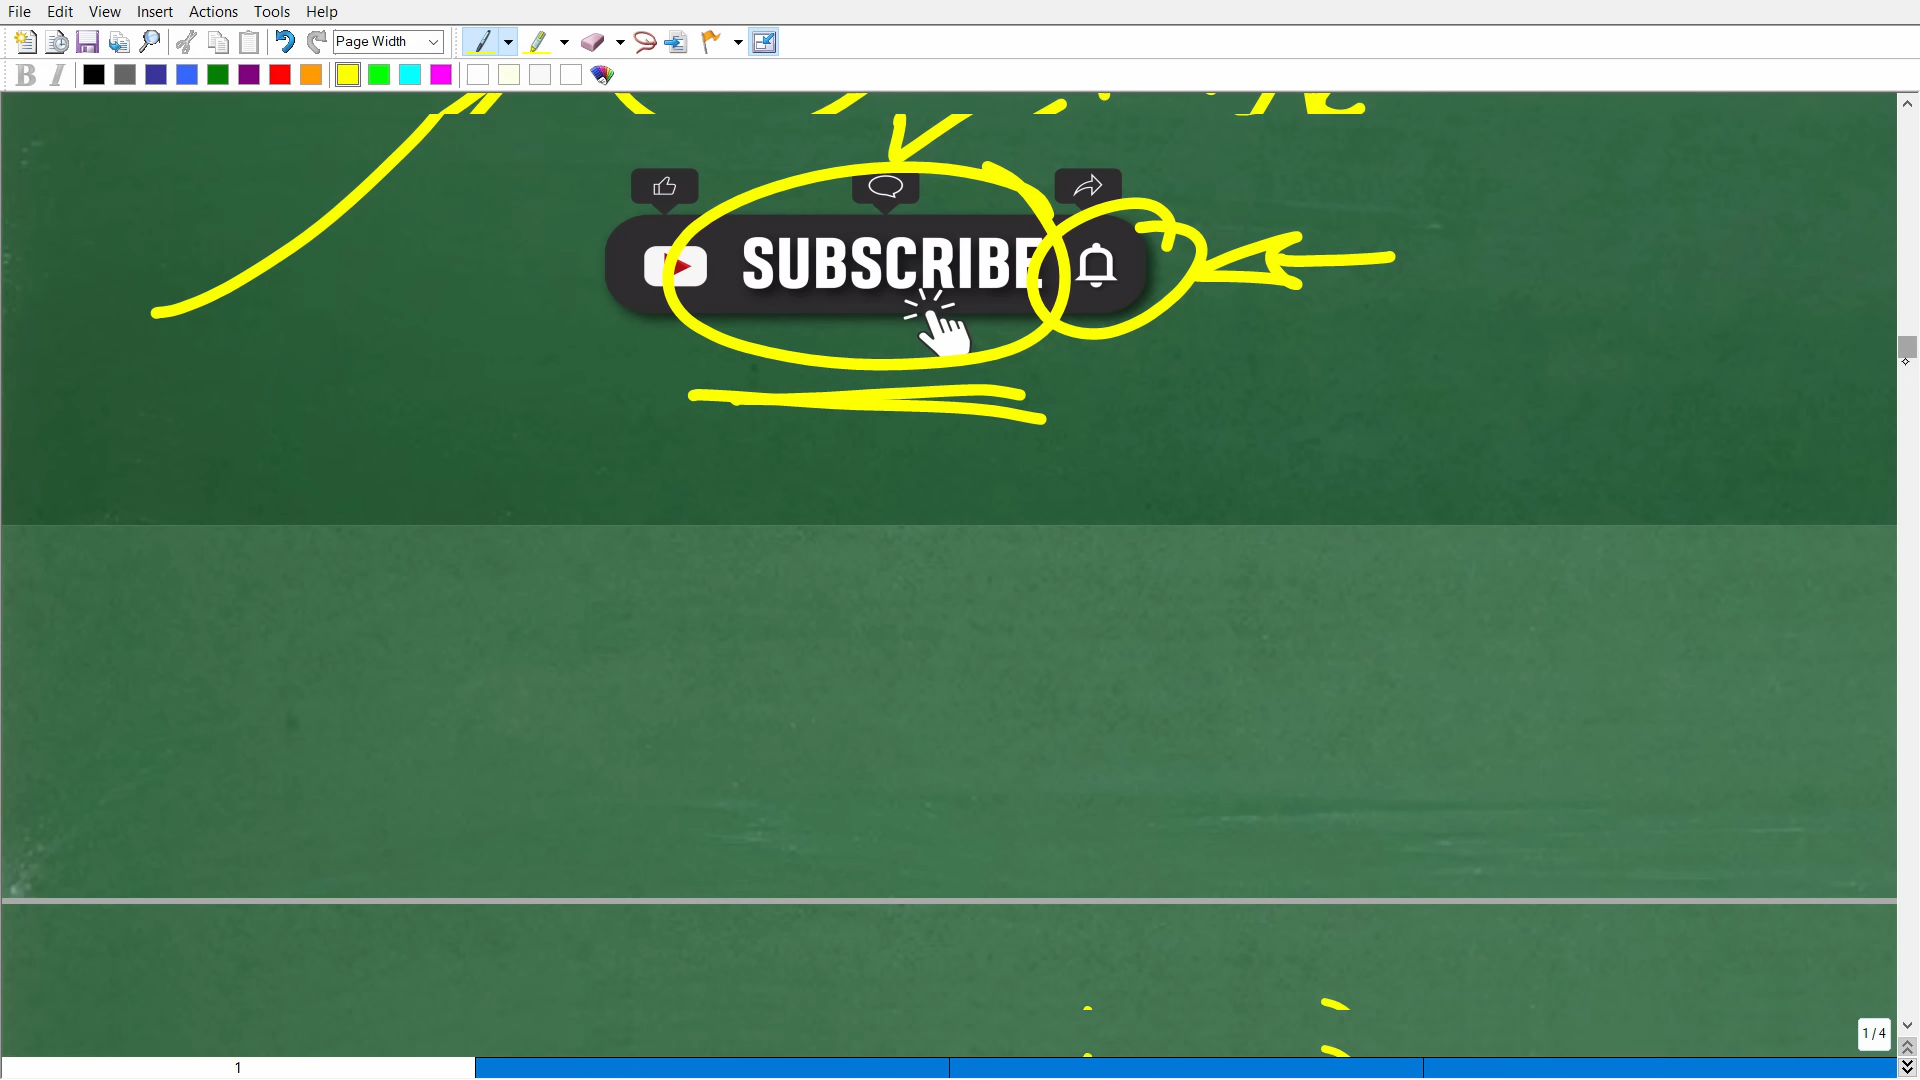 File Edit View Insert Actions Tools Help
Page Width
B I
SUBSCRIBE
1 / 4
1